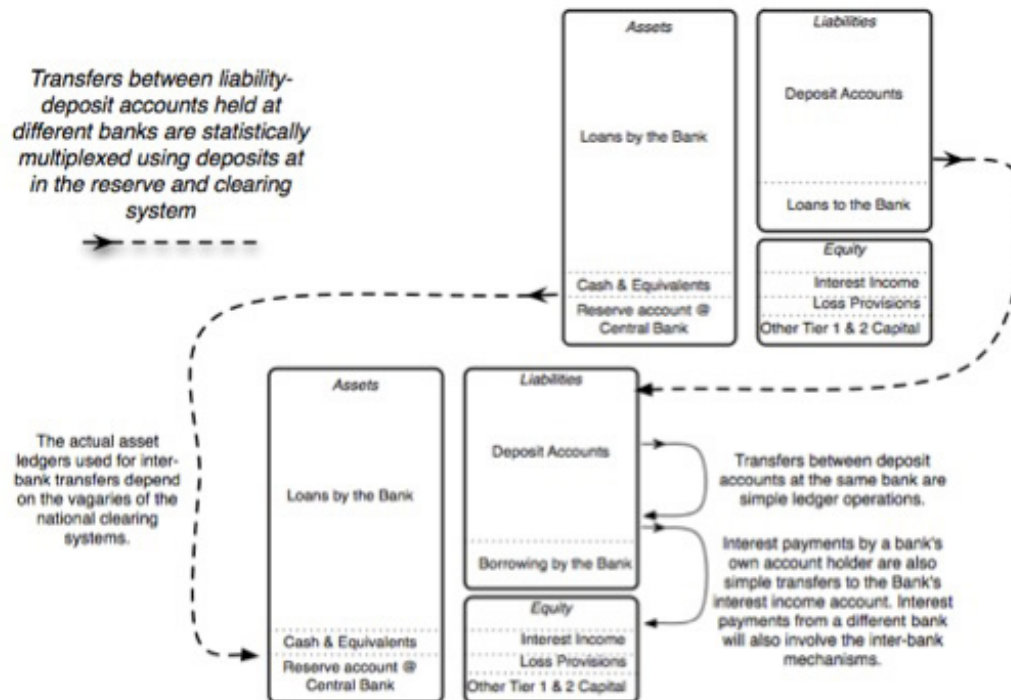 Transfers between liability-
deposit accounts held at
different banks are statistically
multiplexed using deposits at
in the reserve and clearing
system
Assets
Loans by the Bank
Cash & Equivalents
Reserve account @
Central Bank
Liabilities
Deposit Accounts
Loans to the Bank
Equity
Interest Income
Loss Provisions
Other Tier 1 & 2 Capital
The actual asset
ledgers used for inter-
bank transfers depend
on the vagaries of the
national clearing
systems.
Assets
Loans by the Bank
Cash & Equivalents
Reserve account @
Central Bank
Liabilities
Deposit Accounts
Borrowing by the Bank
Equity
Interest Income
Loss Provisions
Other Tier 1 & 2 Capital
Transfers between deposit
accounts at the same bank are
simple ledger operations.
Interest payments by a bank's
own account holder are also
simple transfers to the Bank's
interest income account. Interest
payments from a different bank
will also involve the inter-bank
mechanisms.